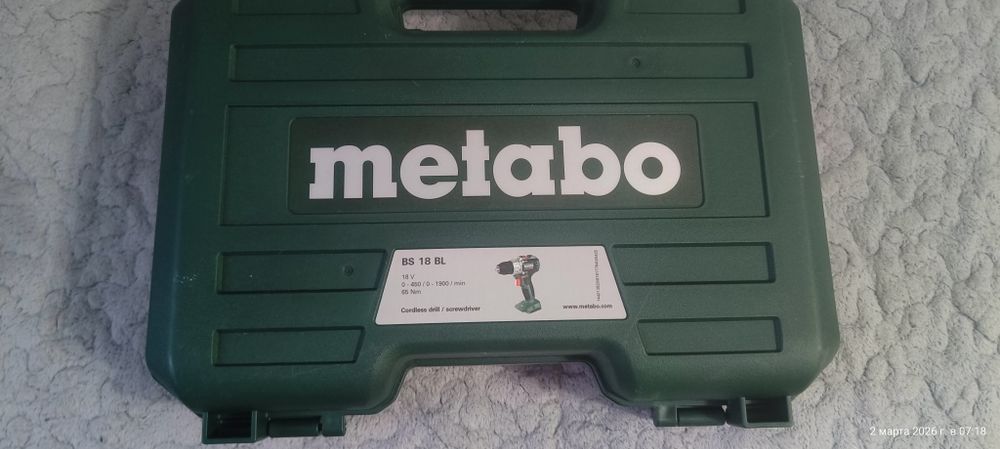 metabo
BS 18 BL
18 V
0 - 450 / 0 - 1900 / min
65 Nm
Cordless drill / screwdriver
www.metabo.com
2 марта 2026 г. в 07:18